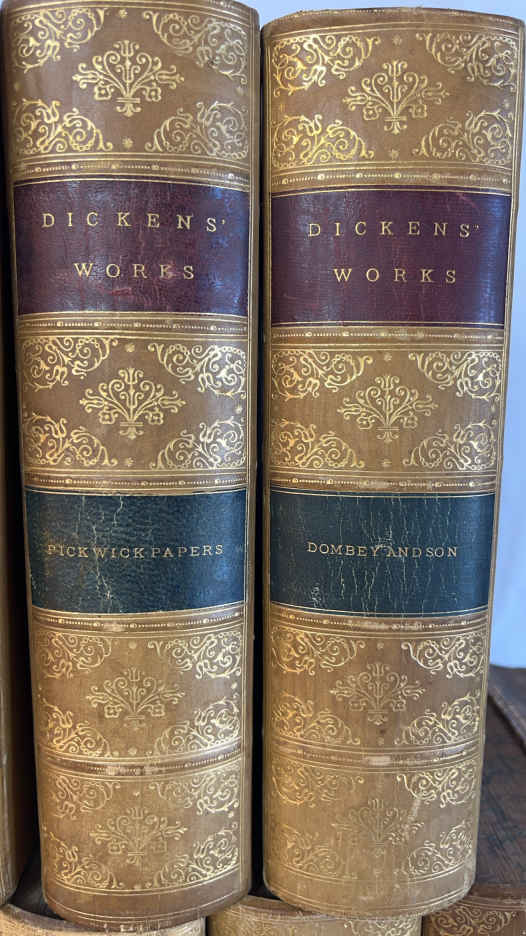 DICKENS'
WORKS
PICKWICK PAPERS
DICKENS'
WORKS
DOMBEY AND SON